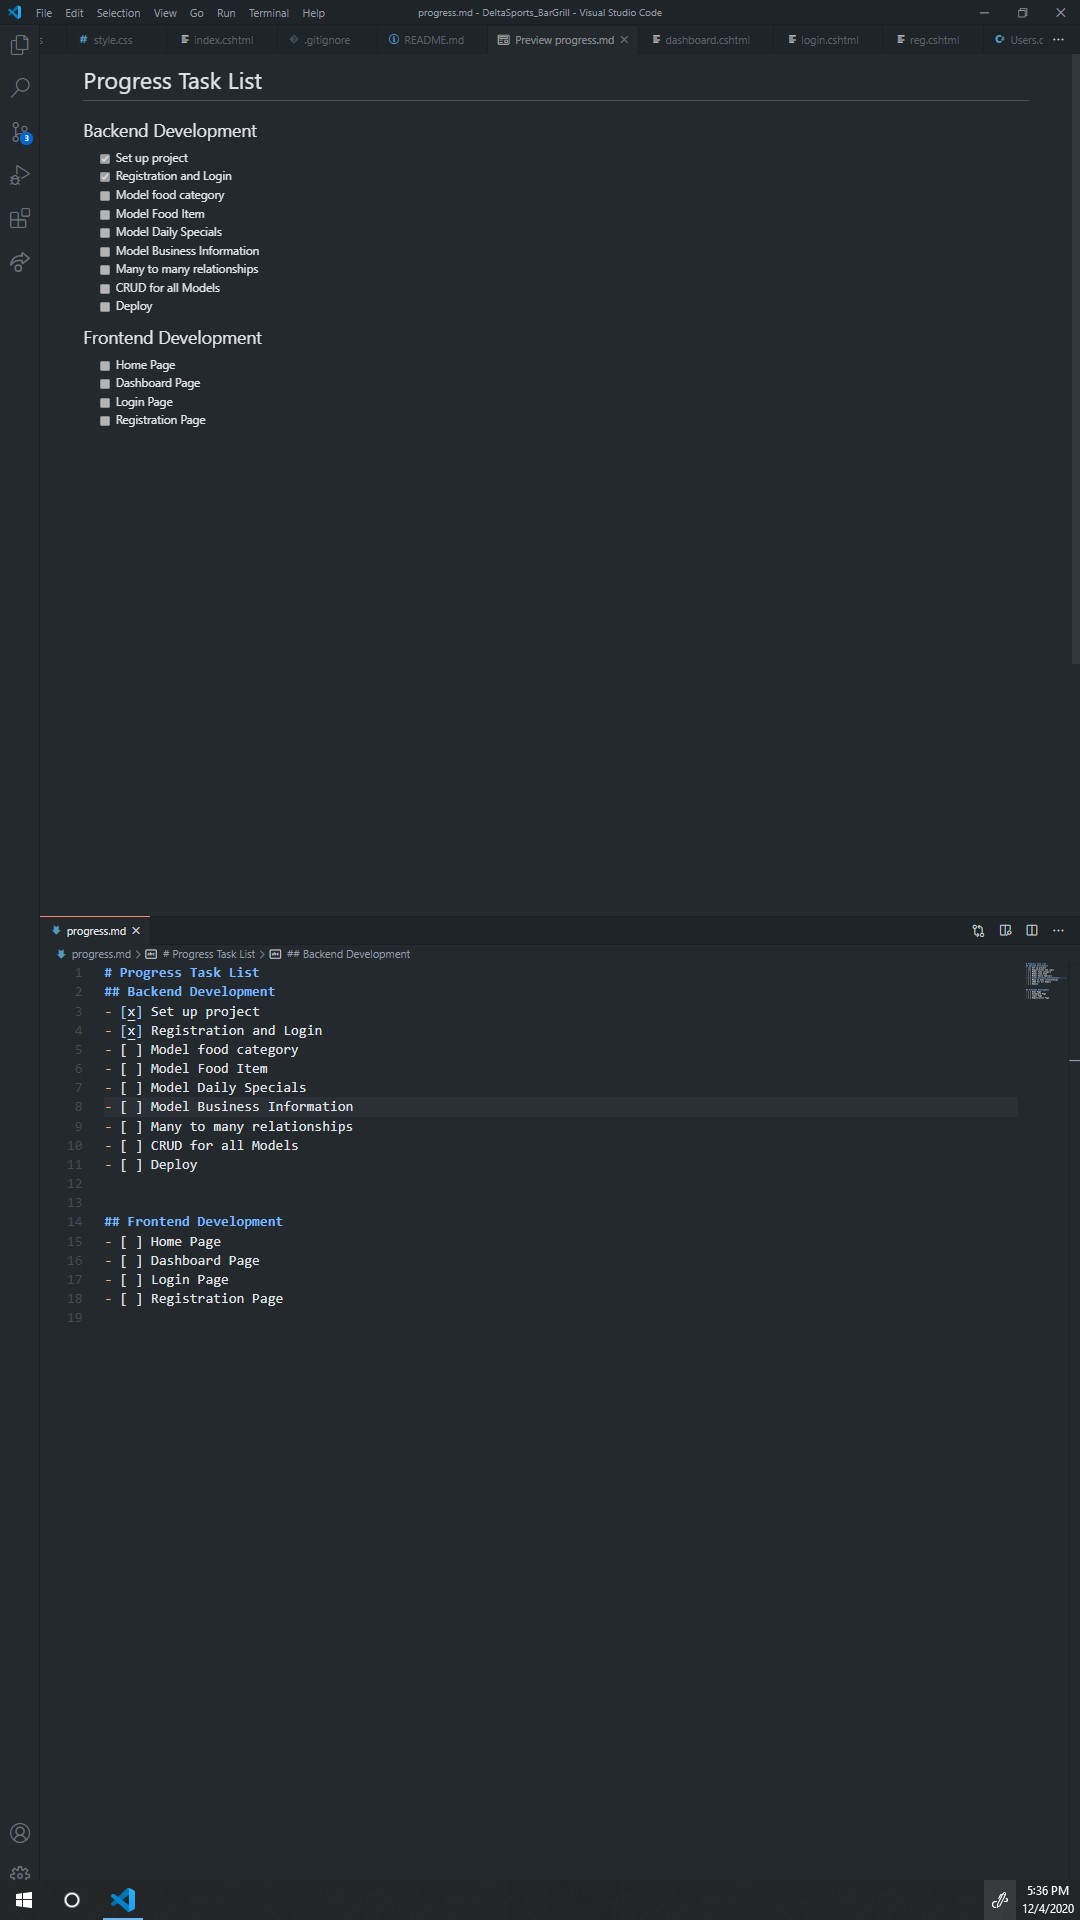 File Edit Selection View Go Run Terminal Help progress.md - DeltaSports_BarGrill - Visual Studio Code
s # style.css index.cshtml .gitignore README.md Preview progress.md dashboard.cshtml login.cshtml reg.cshtml Users.c ...
Progress Task List
3
Backend Development
Set up project
Registration and Login
Model food category
Model Food Item
Model Daily Specials
Model Business Information
Many to many relationships
CRUD for all Models
Deploy
Frontend Development
Home Page
Dashboard Page
Login Page
Registration Page
progress.md
progress.md > # Progress Task List > ## Backend Development
1 # Progress Task List
2 ## Backend Development
3 - [x] Set up project
4 - [x] Registration and Login
5 - [ ] Model food category
6 - [ ] Model Food Item
7 - [ ] Model Daily Specials
8 - [ ] Model Business Information
9 - [ ] Many to many relationships
10 - [ ] CRUD for all Models
11 - [ ] Deploy
12
13
14 ## Frontend Development
15 - [ ] Home Page
16 - [ ] Dashboard Page
17 - [ ] Login Page
18 - [ ] Registration Page
19
5:36 PM
12/4/2020